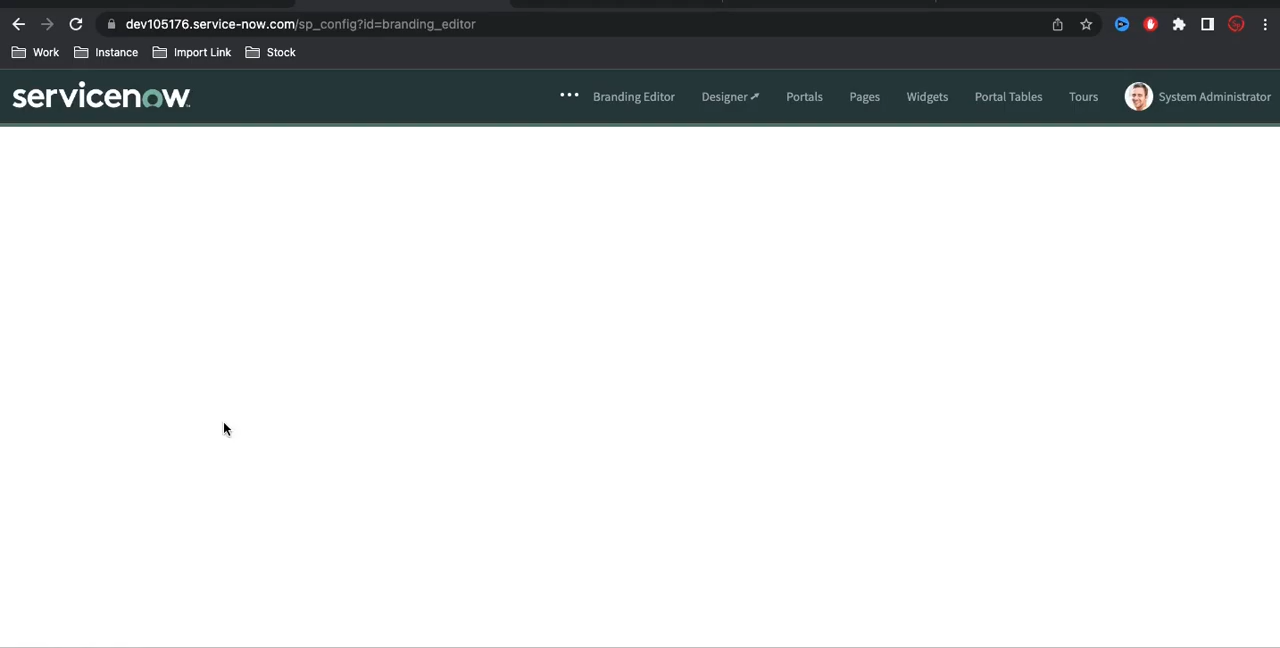 dev105176.service-now.com/sp_config?id=branding_editor
Work Instance Import Link Stock
servicenow Branding Editor Designer Portals Pages Widgets Portal Tables Tours System Administrator